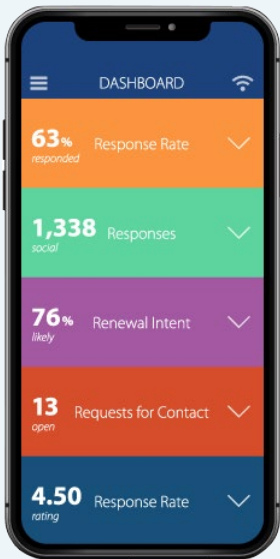 DASHBOARD
63% Response Rate
responded
1,338 Responses
social
76% Renewal Intent
likely
13 Requests for Contact
open
4.50 Response Rate
rating